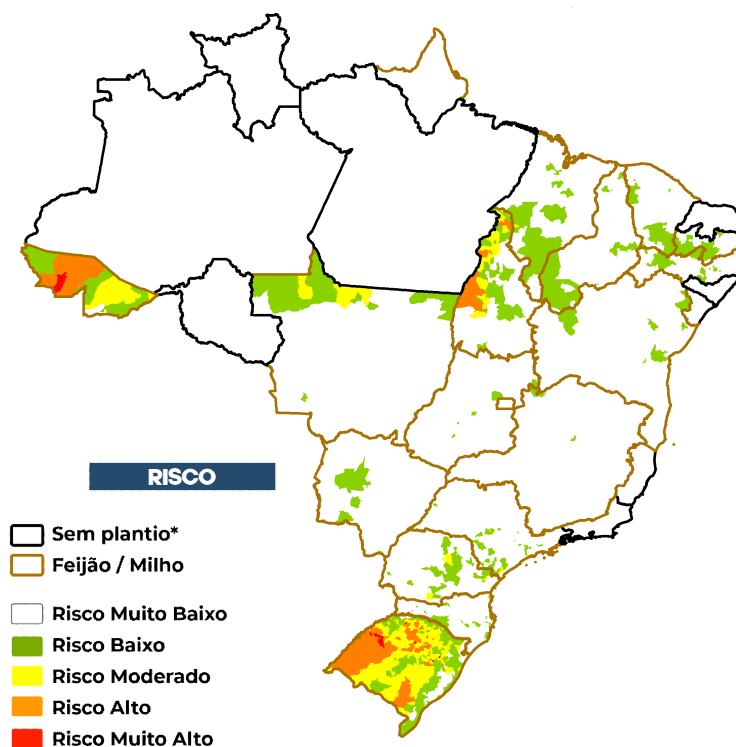 RISCO
Sem plantio*
Feijão / Milho
Risco Muito Baixo
Risco Baixo
Risco Moderado
Risco Alto
Risco Muito Alto